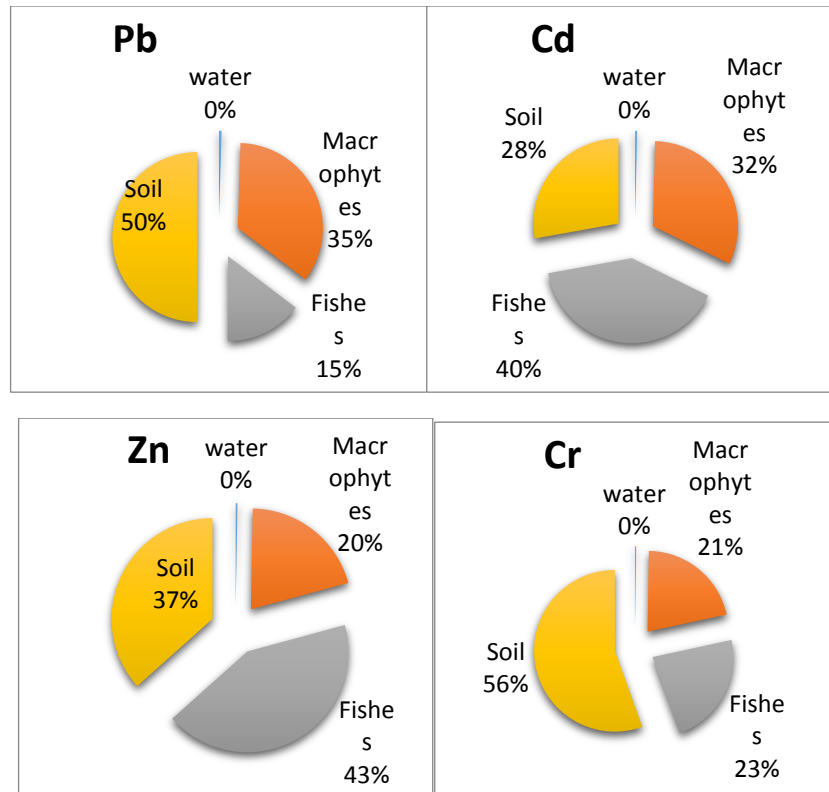 Pb
water
0%
Macr
ophyt
es
35%
Soil
50%
Fishe
s
15%
Cd
water
0%
Macr
ophyt
es
32%
Soil
28%
Fishe
s
40%
Zn
water
0%
Macr
ophyt
es
20%
Soil
37%
Fishe
s
43%
Cr
water
0%
Macr
ophyt
es
21%
Soil
56%
Fishe
s
23%